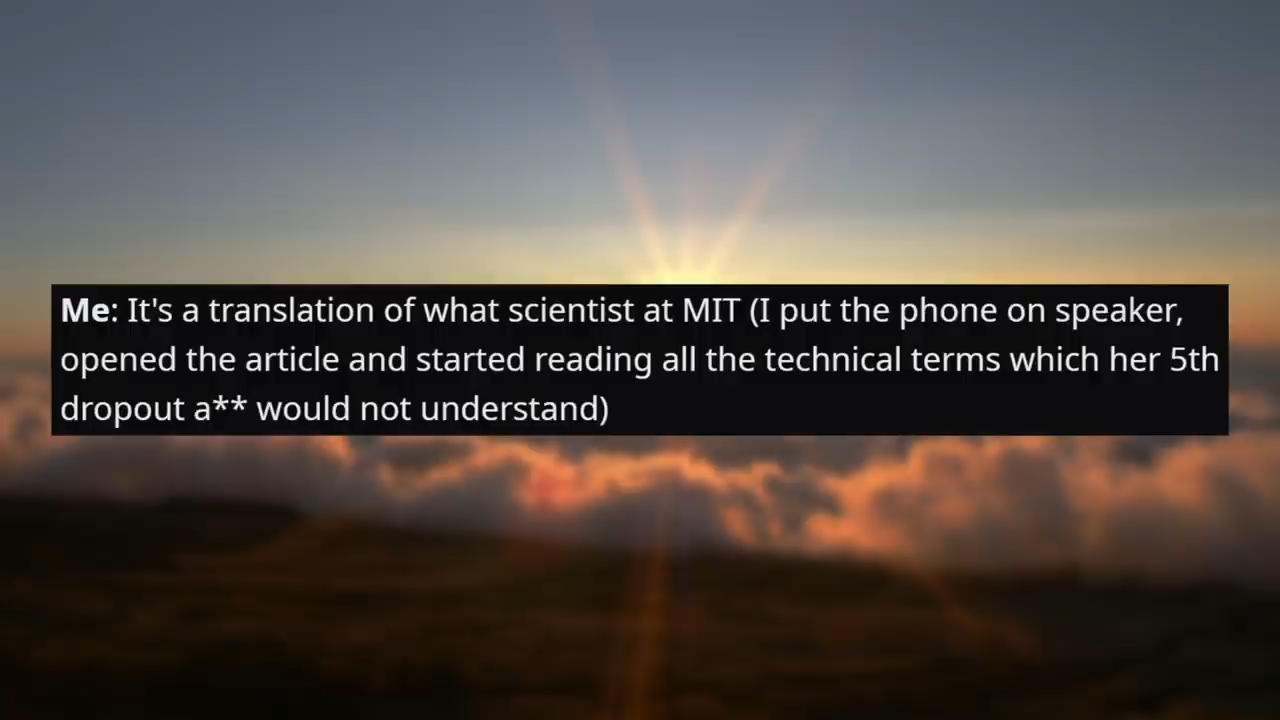 Me: It's a translation of what scientist at MIT (I put the phone on speaker,
opened the article and started reading all the technical terms which her 5th
dropout a** would not understand)